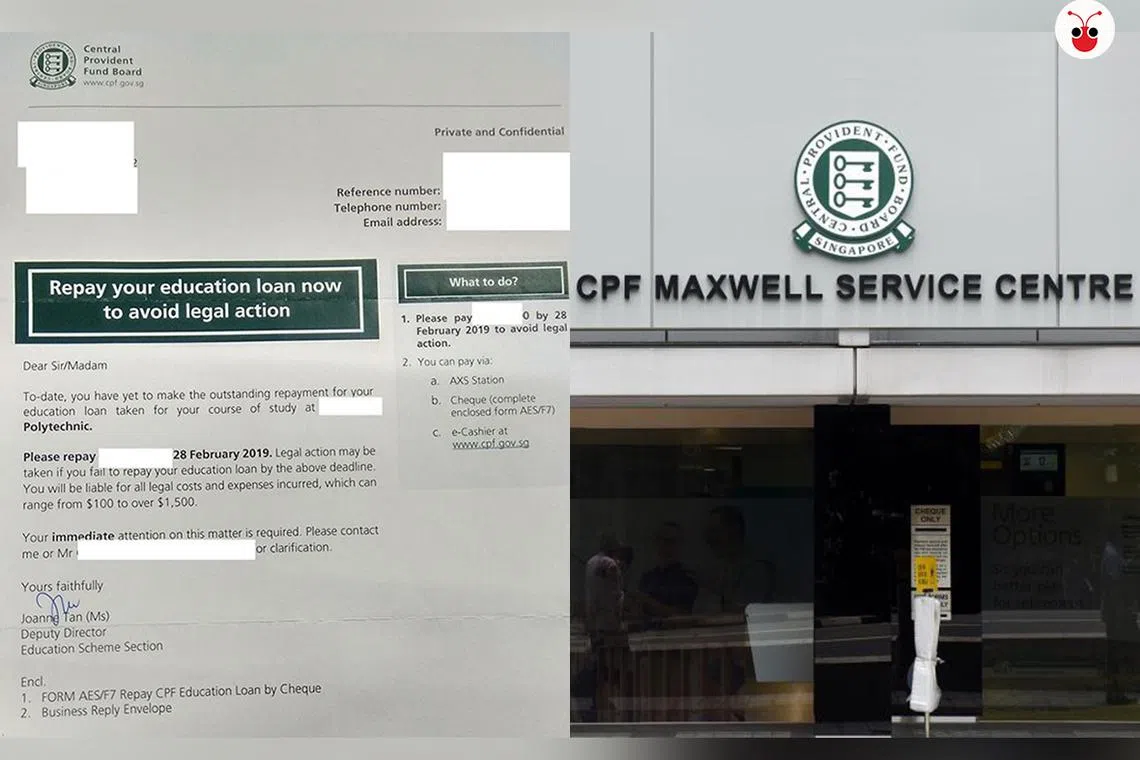 Central
Provident
Fund Board
www.cpf.gov.sg
Private and Confidential
2
Reference number:
Telephone number:
Email address:
Repay your education loan now
to avoid legal action
Dear Sir/Madam
To-date, you have yet to make the outstanding repayment for your
education loan taken for your course of study at
Polytechnic.
Please repay 28 February 2019. Legal action may be
taken if you fail to repay your education loan by the above deadline.
You will be liable for all legal costs and expenses incurred, which can
range from $100 to over $1,500.
Your immediate attention on this matter is required. Please contact
me or Mr or clarification.
Yours faithfully
Joanne Tan (Ms)
Deputy Director
Education Scheme Section
Encl.
1. FORM AES/F7 Repay CPF Education Loan by Cheque
2. Business Reply Envelope
What to do?
1. Please pay 0 by 28
February 2019 to avoid legal
action.
2. You can pay via:
a. AXS Station
b. Cheque (complete
enclosed form AES/F7)
c. e-Cashier at
www.cpf.gov.sg
CENTRAL · PROVIDENT · FUND · BOARD
SINGAPORE
CPF MAXWELL SERVICE CENTRE
CHEQUE
ONLY
More
Options